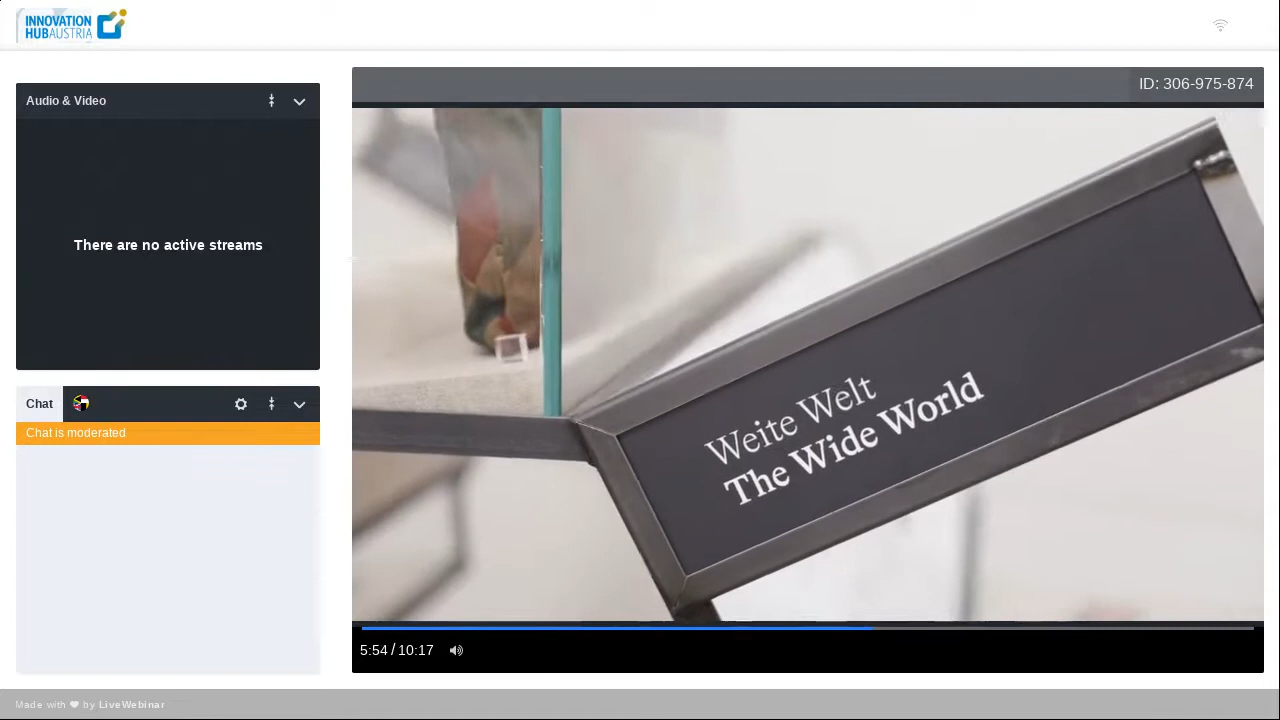 INNOVATION
HUBAUSTRIA
ID: 306-975-874
Audio & Video
There are no active streams
Chat
Chat is moderated
Weite Welt
The Wide World
5:54 / 10:17
Made with by LiveWebinar